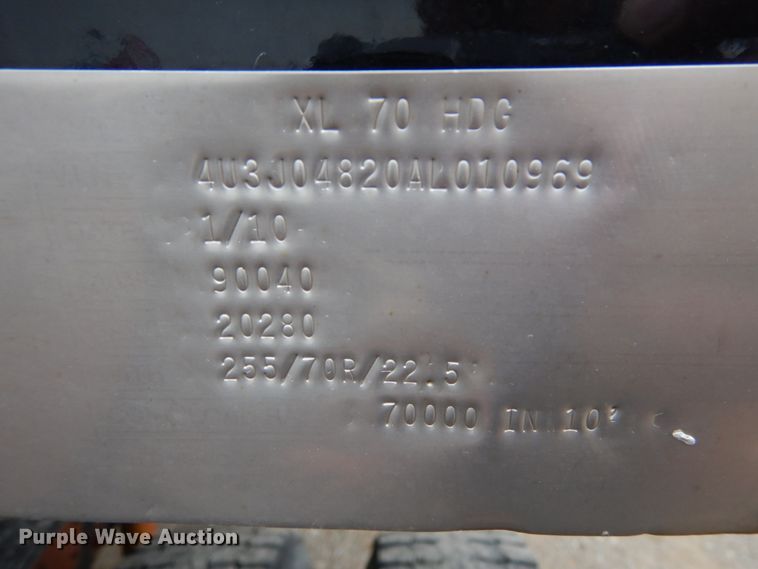 XL 70 HDG
4U3J04820AL010969
1/10
90040
20280
255/70R/22.5
70000 IN 10'
Purple Wave Auction